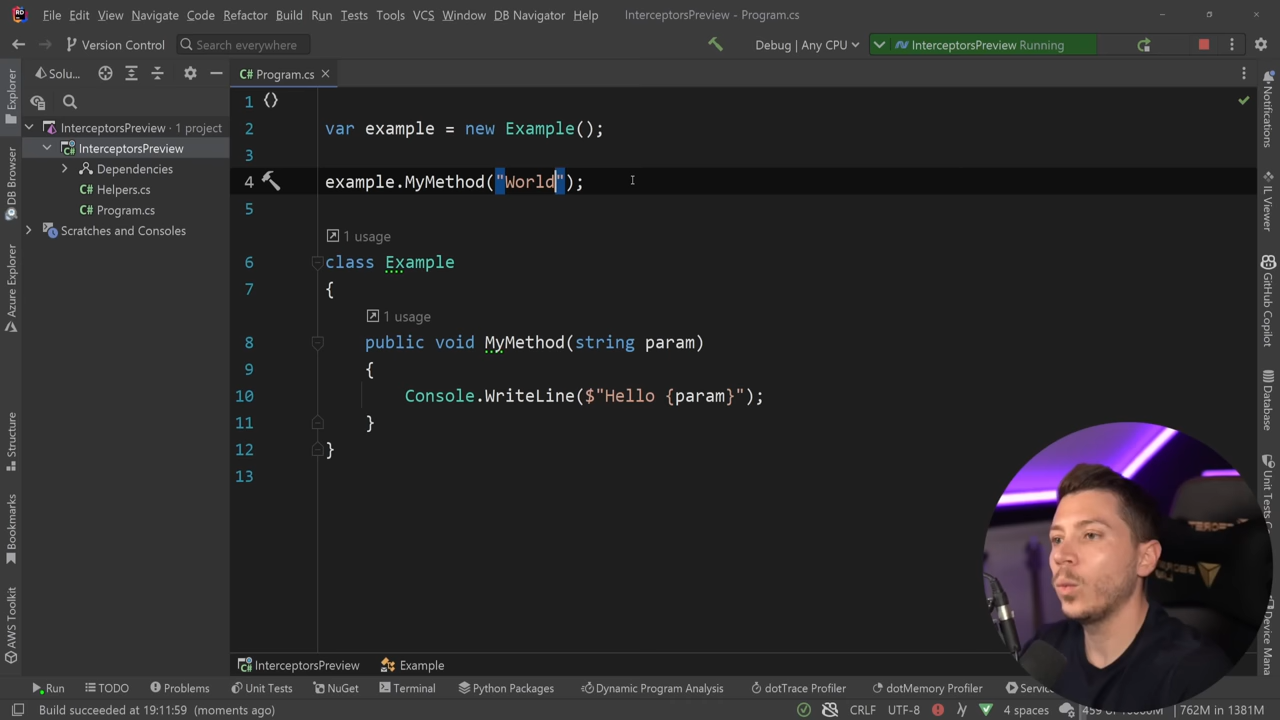 File Edit View Navigate Code Refactor Build Run Tests Tools VCS Window DB Navigator Help InterceptorsPreview - Program.cs
Version Control Search everywhere Debug | Any CPU InterceptorsPreview Running
Explorer
Solu...
C# Program.cs
Notifications
1
InterceptorsPreview · 1 project
2 var example = new Example();
C# InterceptorsPreview
3
DB Browser
Dependencies
4 example.MyMethod("World");
C# Helpers.cs
IL Viewer
C# Program.cs
5
Scratches and Consoles
1 usage
Azure Explorer
6 class Example
GitHub Copilot
7 {
1 usage
8 public void MyMethod(string param)
9 {
Database
10 Console.WriteLine($"Hello {param}");
11 }
Structure
12 }
13
Unit Tests C
Bookmarks
AWS Toolkit
Device Mana
InterceptorsPreview Example
Run TODO Problems Unit Tests NuGet Terminal Python Packages Dynamic Program Analysis dotTrace Profiler dotMemory Profiler Servic
Build succeeded at 19:11:59 (moments ago) CRLF UTF-8 4 spaces 762M in 1381M